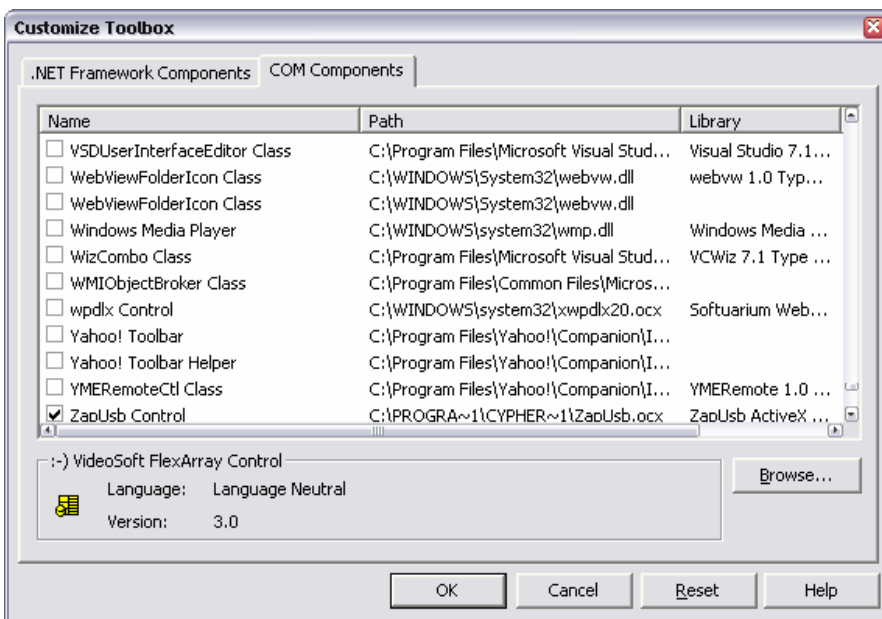 Customize Toolbox
.NET Framework Components COM Components
Name Path Library
VSDUserInterfaceEditor Class C:\Program Files\Microsoft Visual Stud... Visual Studio 7.1...
WebViewFolderIcon Class C:\WINDOWS\System32\webvw.dll webvw 1.0 Typ...
WebViewFolderIcon Class C:\WINDOWS\System32\webvw.dll
Windows Media Player C:\WINDOWS\system32\wmp.dll Windows Media ...
WizCombo Class C:\Program Files\Microsoft Visual Stud... VCWiz 7.1 Type ...
WMIObjectBroker Class C:\Program Files\Common Files\Micros...
wpdlx Control C:\WINDOWS\system32\xwpdlx20.ocx Softuarium Web...
Yahoo! Toolbar C:\Program Files\Yahoo!\Companion\I...
Yahoo! Toolbar Helper C:\Program Files\Yahoo!\Companion\I...
YMERemoteCtl Class C:\Program Files\Yahoo!\Companion\I... YMERemote 1.0 ...
ZapUsb Control C:\PROGRA~1\CYPHER~1\ZapUsb.ocx ZapUsb ActiveX ...
:-) VideoSoft FlexArray Control
Language: Language Neutral
Version: 3.0
Browse...
OK Cancel Reset Help